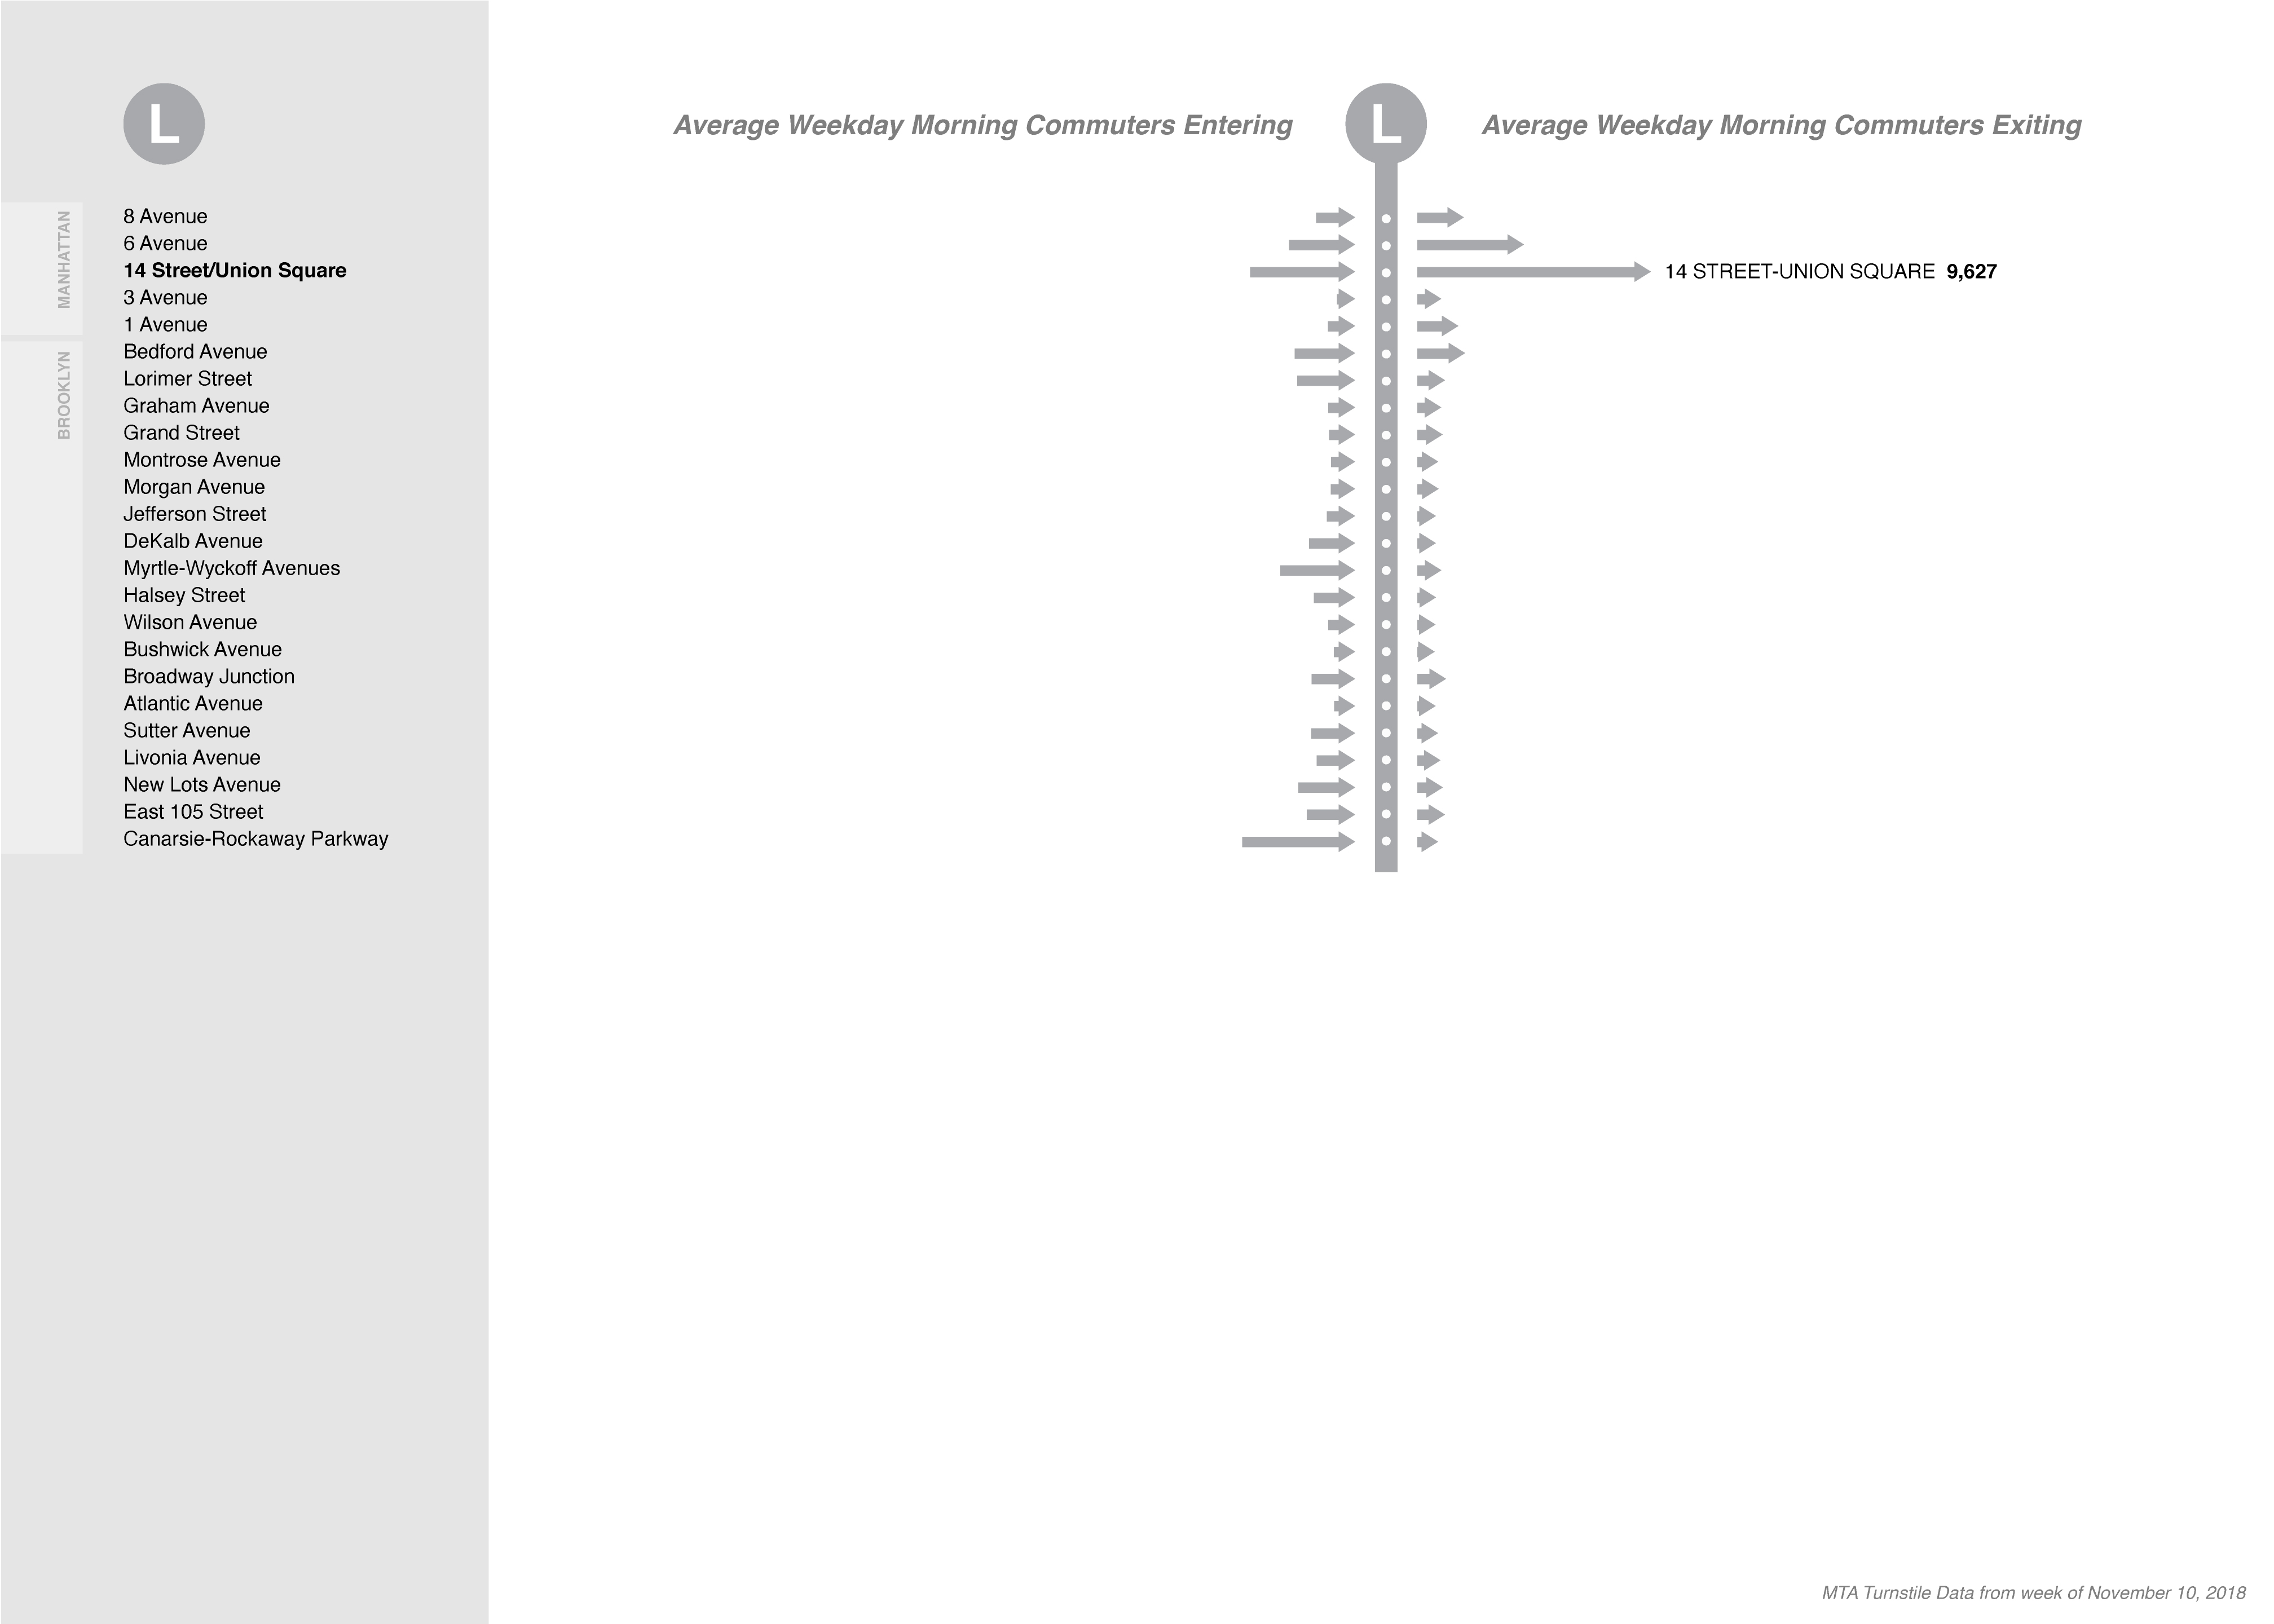 L
MANHATTAN
8 Avenue
6 Avenue
14 Street/Union Square
3 Avenue
1 Avenue
BROOKLYN
Bedford Avenue
Lorimer Street
Graham Avenue
Grand Street
Montrose Avenue
Morgan Avenue
Jefferson Street
DeKalb Avenue
Myrtle-Wyckoff Avenues
Halsey Street
Wilson Avenue
Bushwick Avenue
Broadway Junction
Atlantic Avenue
Sutter Avenue
Livonia Avenue
New Lots Avenue
East 105 Street
Canarsie-Rockaway Parkway
Average Weekday Morning Commuters Entering
L
Average Weekday Morning Commuters Exiting
14 STREET-UNION SQUARE 9,627
MTA Turnstile Data from week of November 10, 2018